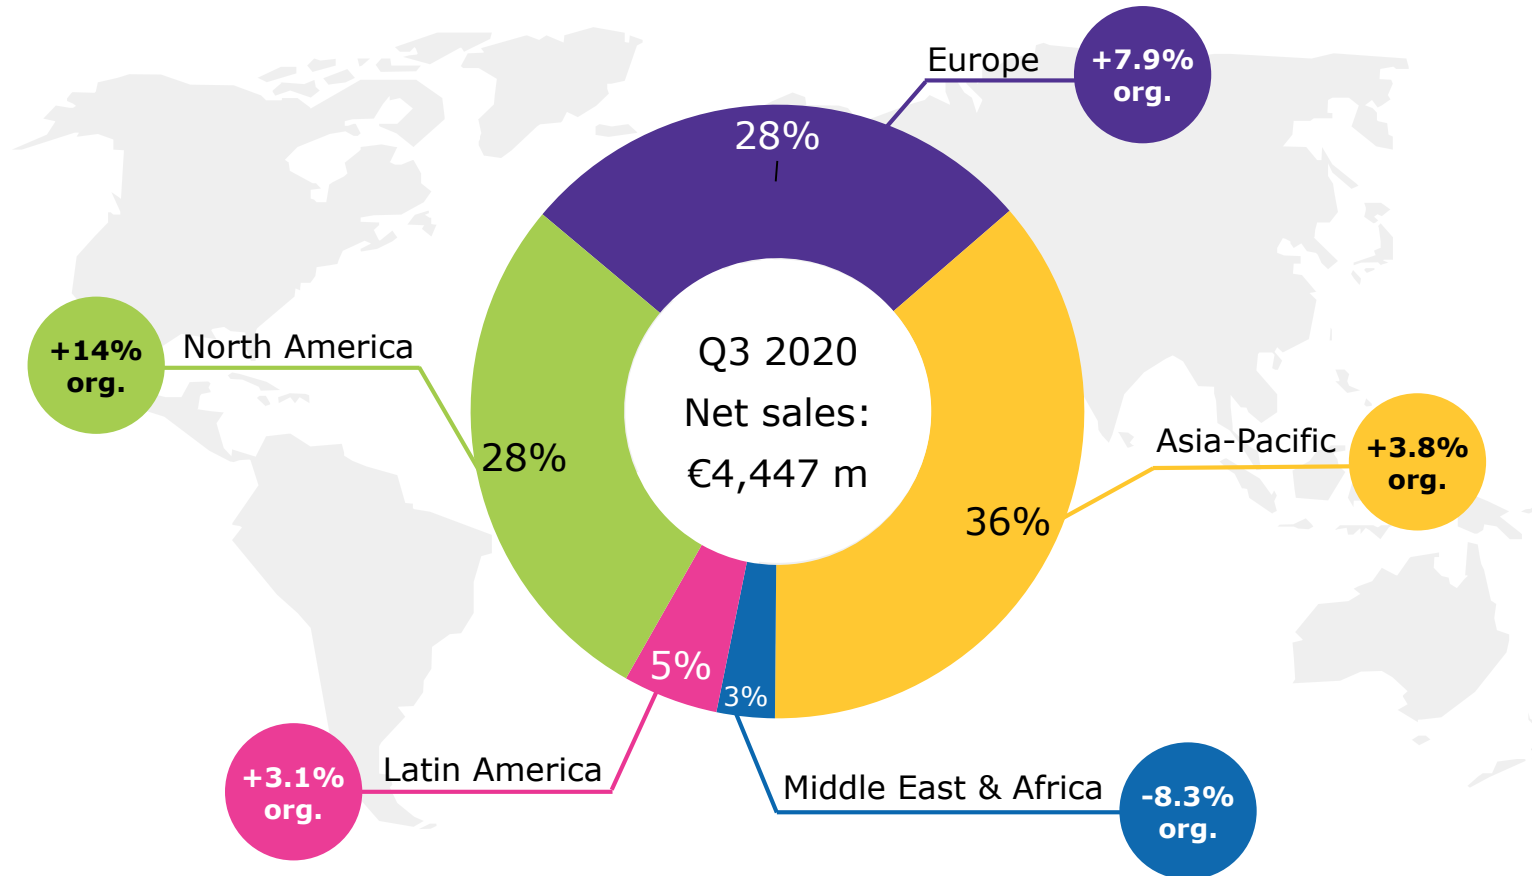 Europe
+7.9%
org.
28%
+14%
org.
North America
28%
Q3 2020
Net sales:
€4,447 m
Asia-Pacific
+3.8%
org.
36%
5%
3%
+3.1%
org.
Latin America
Middle East & Africa
-8.3%
org.